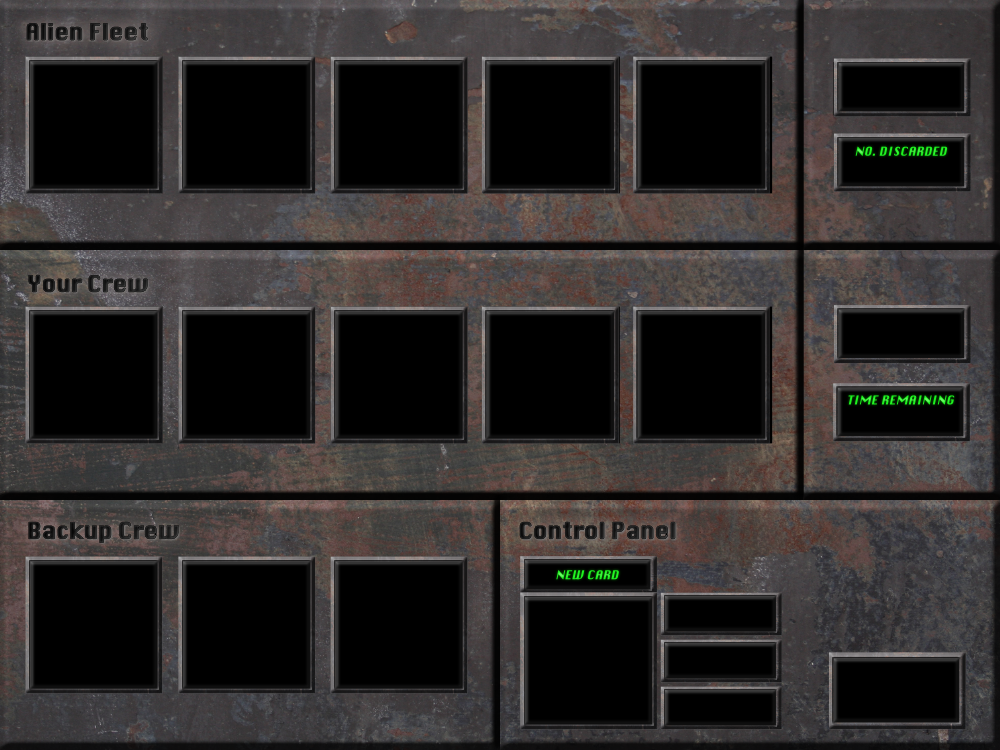 Alien Fleet
NO. DISCARDED
Your Crew
TIME REMAINING
Backup Crew
Control Panel
NEW CARD